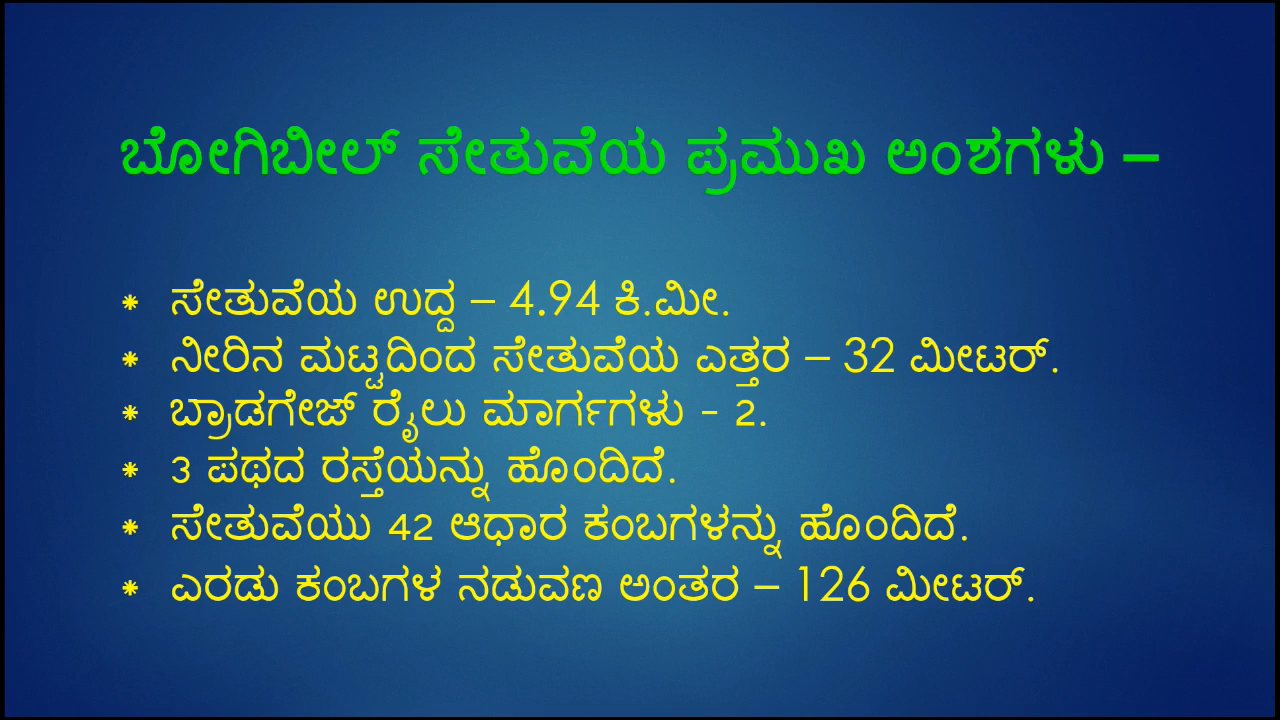 ಬೋಗಿಬೀಲ್ ಸೇತುವೆಯ ಪ್ರಮುಖ ಅಂಶಗಳು –
* ಸೇತುವೆಯ ಉದ್ದ – 4.94 ಕಿ.ಮೀ.
* ನೀರಿನ ಮಟ್ಟದಿಂದ ಸೇತುವೆಯ ಎತ್ತರ – 32 ಮೀಟರ್.
* ಬ್ರಾಡಗೇಜ್ ರೈಲು ಮಾರ್ಗಗಳು - 2.
* 3 ಪಥದ ರಸ್ತೆಯನ್ನು ಹೊಂದಿದೆ.
* ಸೇತುವೆಯು 42 ಆಧಾರ ಕಂಬಗಳನ್ನು ಹೊಂದಿದೆ.
* ಎರಡು ಕಂಬಗಳ ನಡುವಣ ಅಂತರ – 126 ಮೀಟರ್.